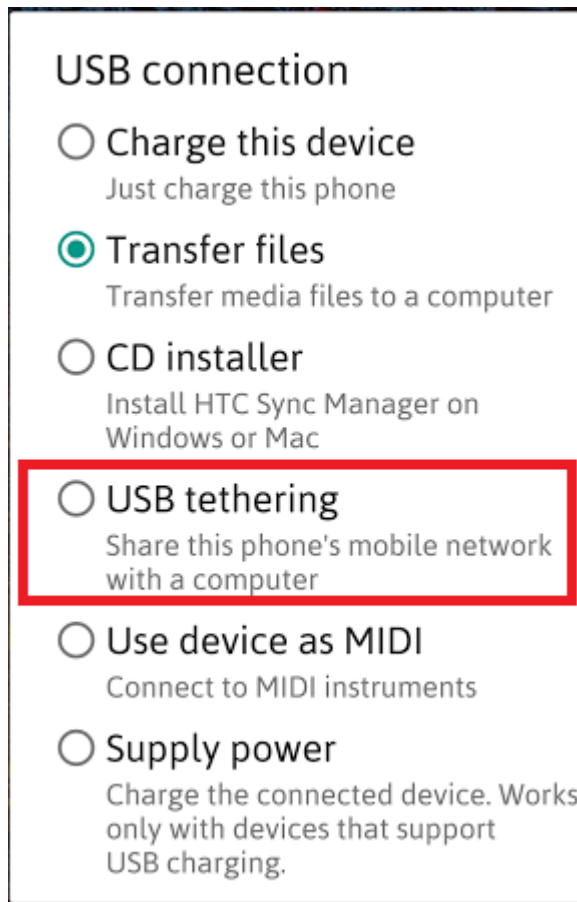 USB connection
Charge this device
Just charge this phone
Transfer files
Transfer media files to a computer
CD installer
Install HTC Sync Manager on
Windows or Mac
USB tethering
Share this phone's mobile network
with a computer
Use device as MIDI
Connect to MIDI instruments
Supply power
Charge the connected device. Works
only with devices that support
USB charging.